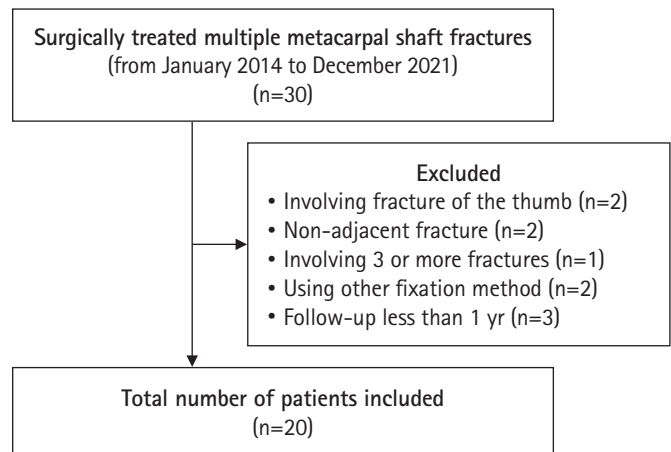 Surgically treated multiple metacarpal shaft fractures
(from January 2014 to December 2021)
(n=30)
Excluded
• Involving fracture of the thumb (n=2)
• Non-adjacent fracture (n=2)
• Involving 3 or more fractures (n=1)
• Using other fixation method (n=2)
• Follow-up less than 1 yr (n=3)
Total number of patients included
(n=20)